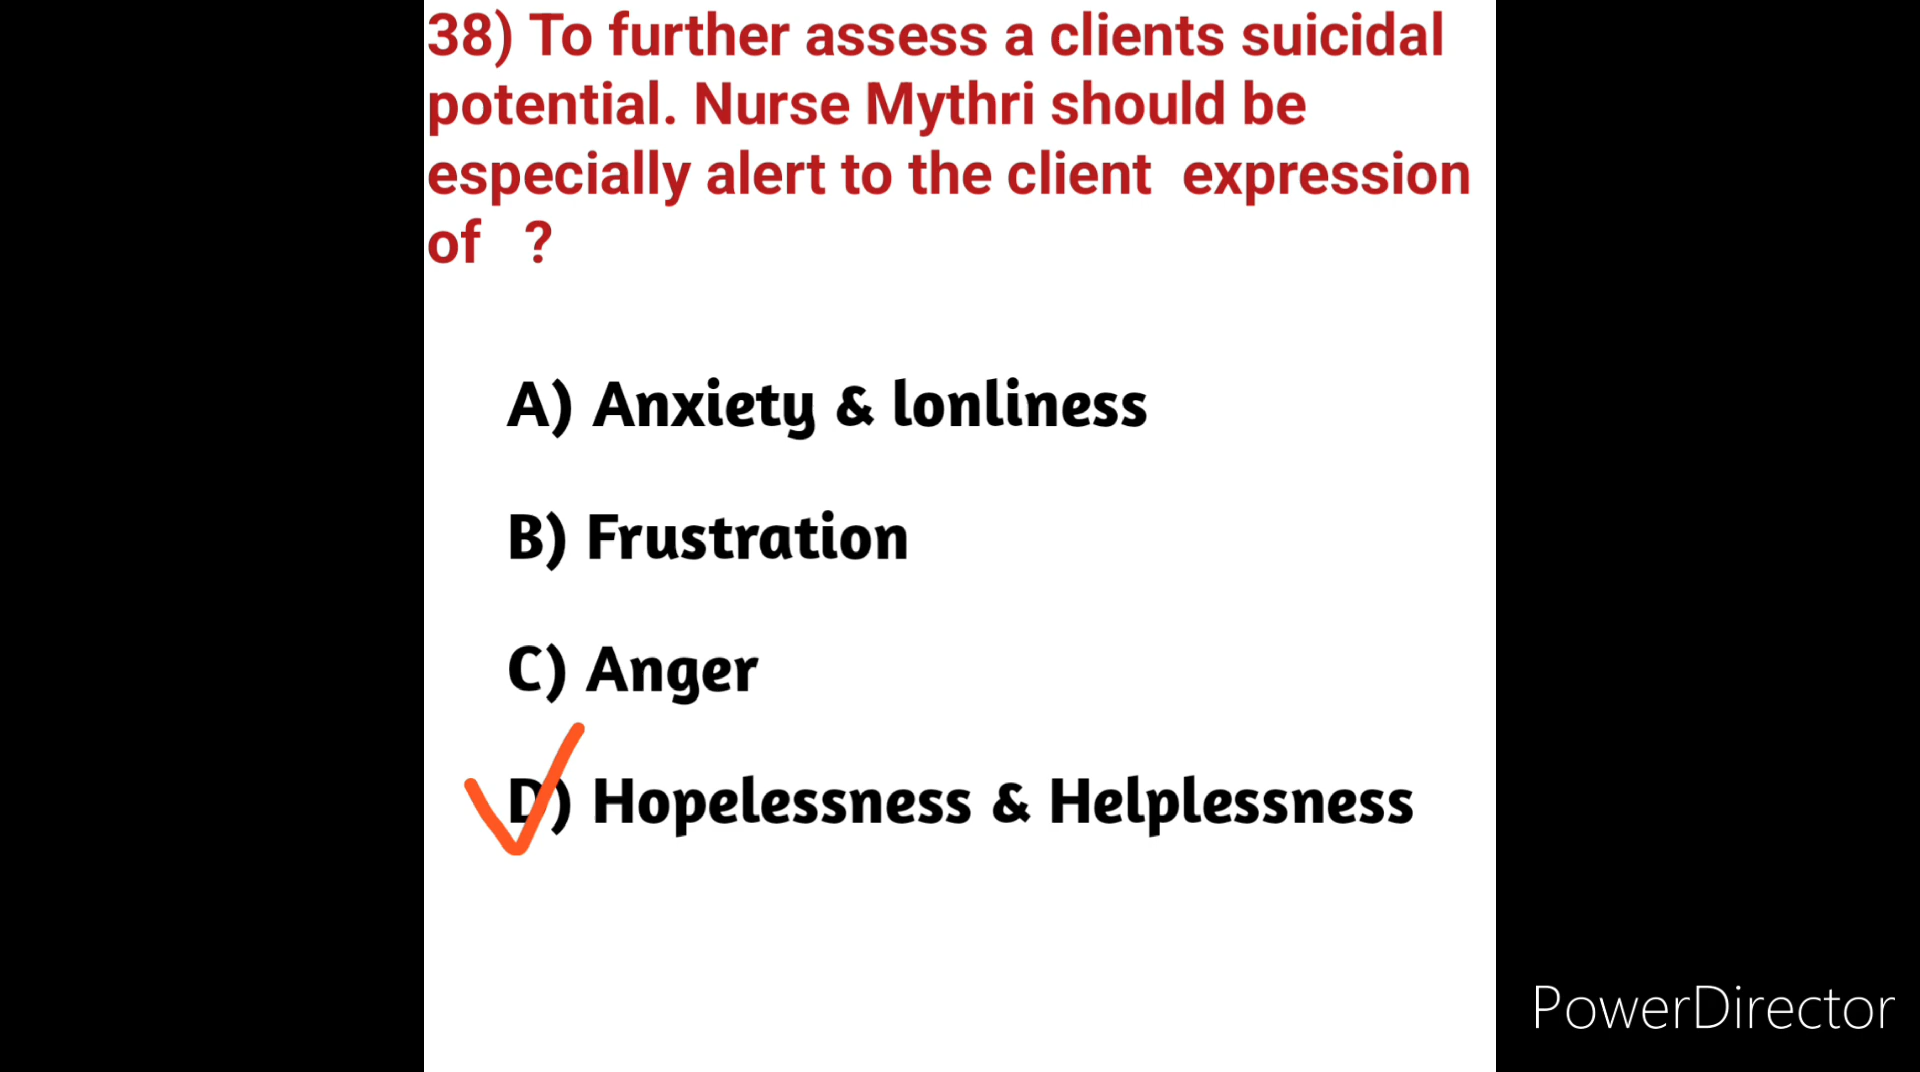 38) To further assess a clients suicidal
potential. Nurse Mythri should be
especially alert to the client  expression
of   ?
A) Anxiety & lonliness
B) Frustration
C) Anger
D) Hopelessness & Helplessness
PowerDirector